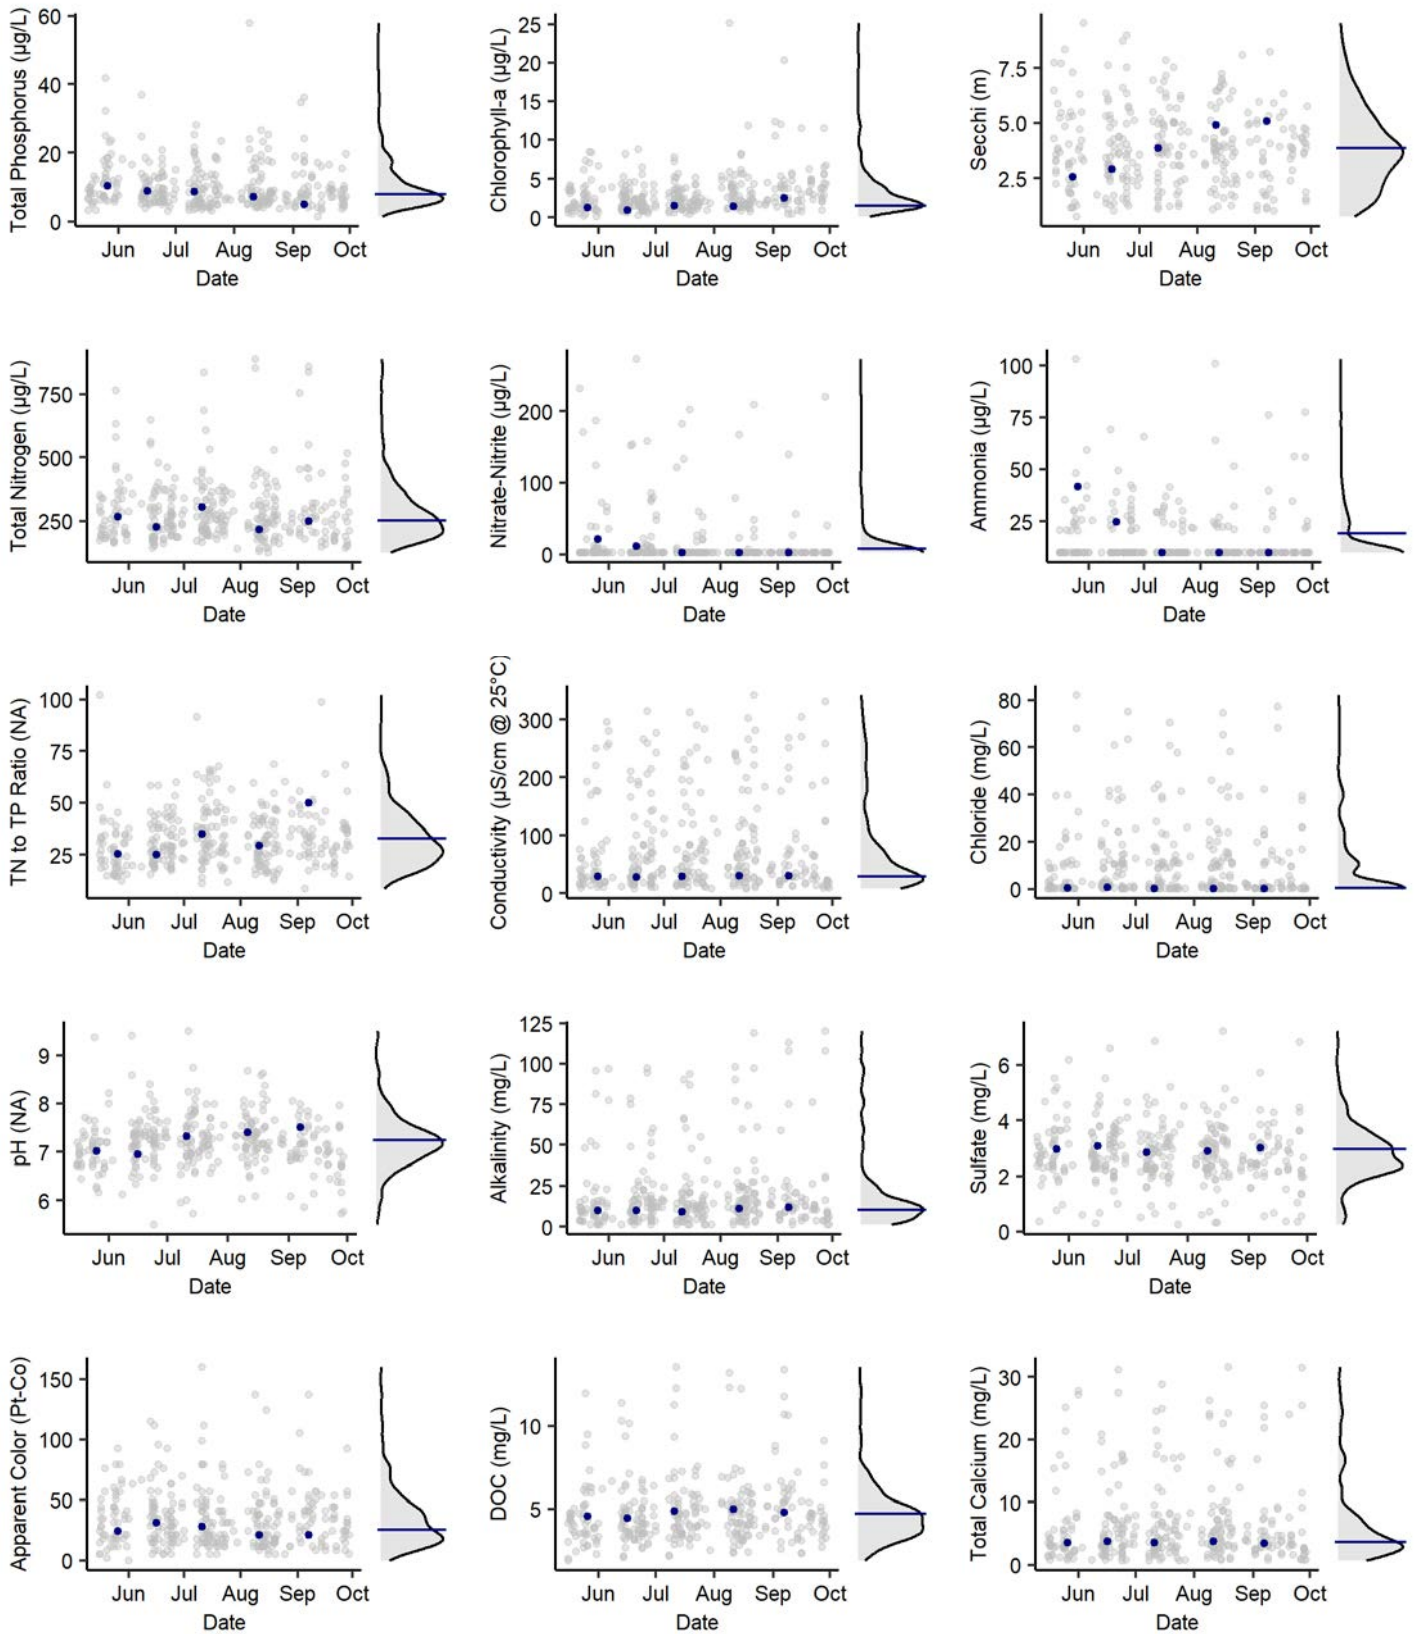 Total Phosphorus (µg/L)
60
40
20
0
Jun Jul Aug Sep Oct
Date
Chlorophyll-a (µg/L)
25
20
15
10
5
0
Jun Jul Aug Sep Oct
Date
Secchi (m)
7.5
5.0
2.5
Jun Jul Aug Sep Oct
Date
Total Nitrogen (µg/L)
750
500
250
Jun Jul Aug Sep Oct
Date
Nitrate-Nitrite (µg/L)
200
100
0
Jun Jul Aug Sep Oct
Date
Ammonia (µg/L)
100
75
50
25
Jun Jul Aug Sep Oct
Date
TN to TP Ratio (NA)
100
75
50
25
Jun Jul Aug Sep Oct
Date
Conductivity (µS/cm @ 25°C)
300
200
100
0
Jun Jul Aug Sep Oct
Date
Chloride (mg/L)
80
60
40
20
0
Jun Jul Aug Sep Oct
Date
pH (NA)
9
8
7
6
Jun Jul Aug Sep Oct
Date
Alkalinity (mg/L)
125
100
75
50
25
0
Jun Jul Aug Sep Oct
Date
Sulfate (mg/L)
6
4
2
0
Jun Jul Aug Sep Oct
Date
Apparent Color (Pt-Co)
150
100
50
0
Jun Jul Aug Sep Oct
Date
DOC (mg/L)
10
5
Jun Jul Aug Sep Oct
Date
Total Calcium (mg/L)
30
20
10
0
Jun Jul Aug Sep Oct
Date